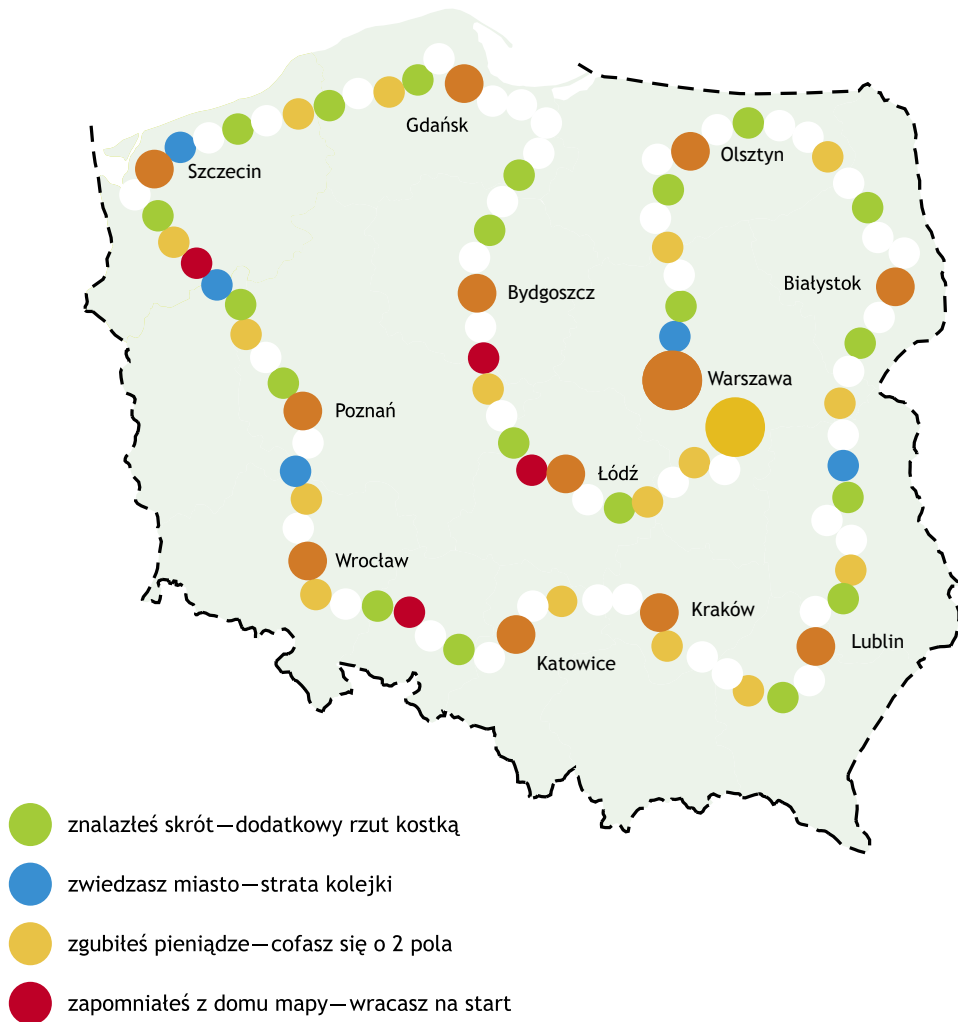 Gdańsk
Olsztyn
Szczecin
Białystok
Bydgoszcz
Warszawa
Poznań
Łódź
Wrocław
Kraków
Lublin
Katowice
znalazłeś skrót—dodatkowy rzut kostką
zwiedzasz miasto—strata kolejki
zgubiłeś pieniądze—cofasz się o 2 pola
zapomniałeś z domu mapy—wracasz na start